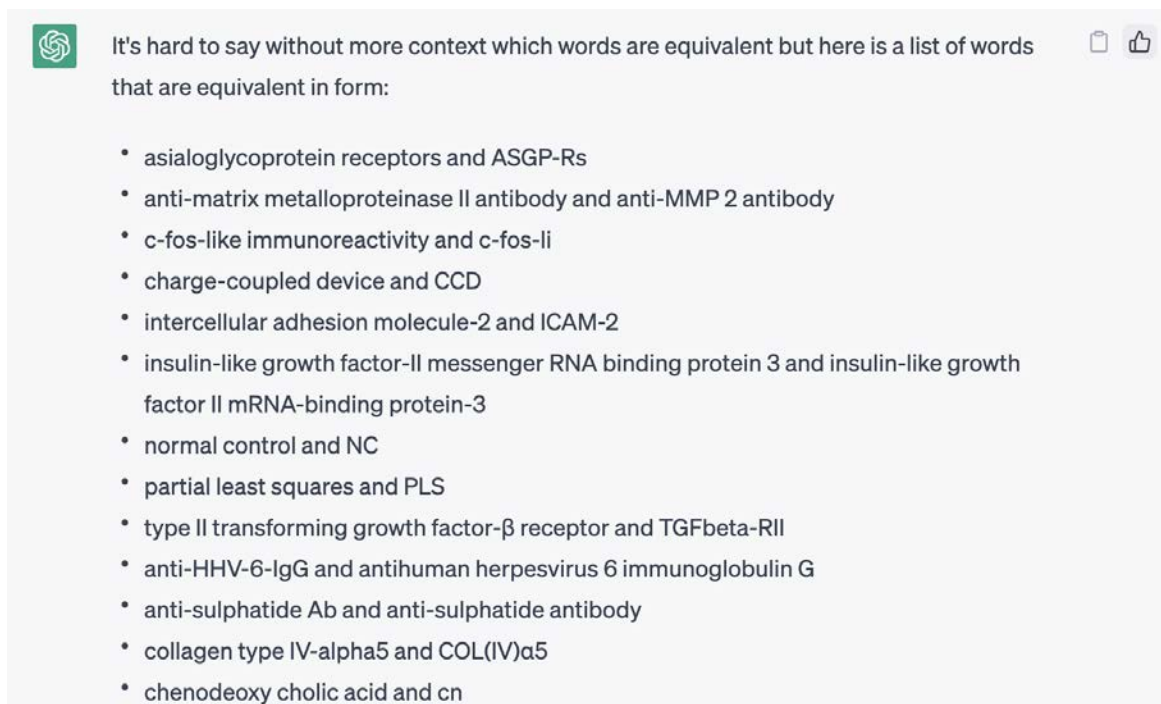 It's hard to say without more context which words are equivalent but here is a list of words
that are equivalent in form:
• asialoglycoprotein receptors and ASGP-Rs
• anti-matrix metalloproteinase II antibody and anti-MMP 2 antibody
• c-fos-like immunoreactivity and c-fos-li
• charge-coupled device and CCD
• intercellular adhesion molecule-2 and ICAM-2
• insulin-like growth factor-II messenger RNA binding protein 3 and insulin-like growth
factor II mRNA-binding protein-3
• normal control and NC
• partial least squares and PLS
• type II transforming growth factor-β receptor and TGFbeta-RII
• anti-HHV-6-IgG and antihuman herpesvirus 6 immunoglobulin G
• anti-sulphatide Ab and anti-sulphatide antibody
• collagen type IV-alpha5 and COL(IV)α5
• chenodeoxy cholic acid and cn